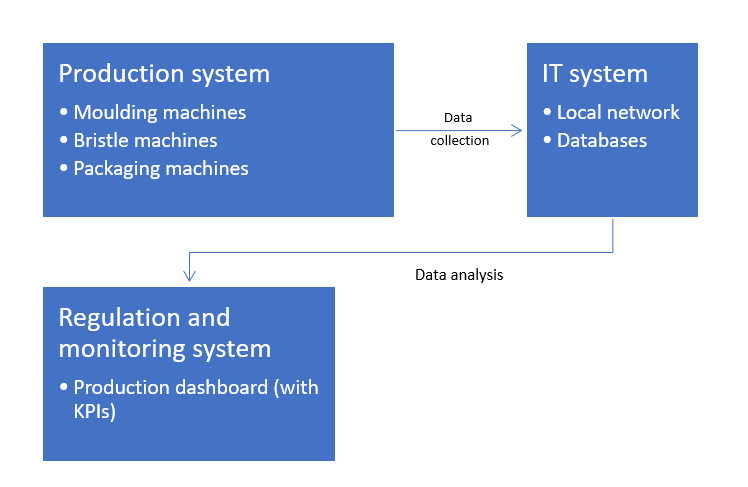 Production system
• Moulding machines
• Bristle machines
• Packaging machines
Data
collection
IT system
• Local network
• Databases
Data analysis
Regulation and
monitoring system
• Production dashboard (with
KPIs)